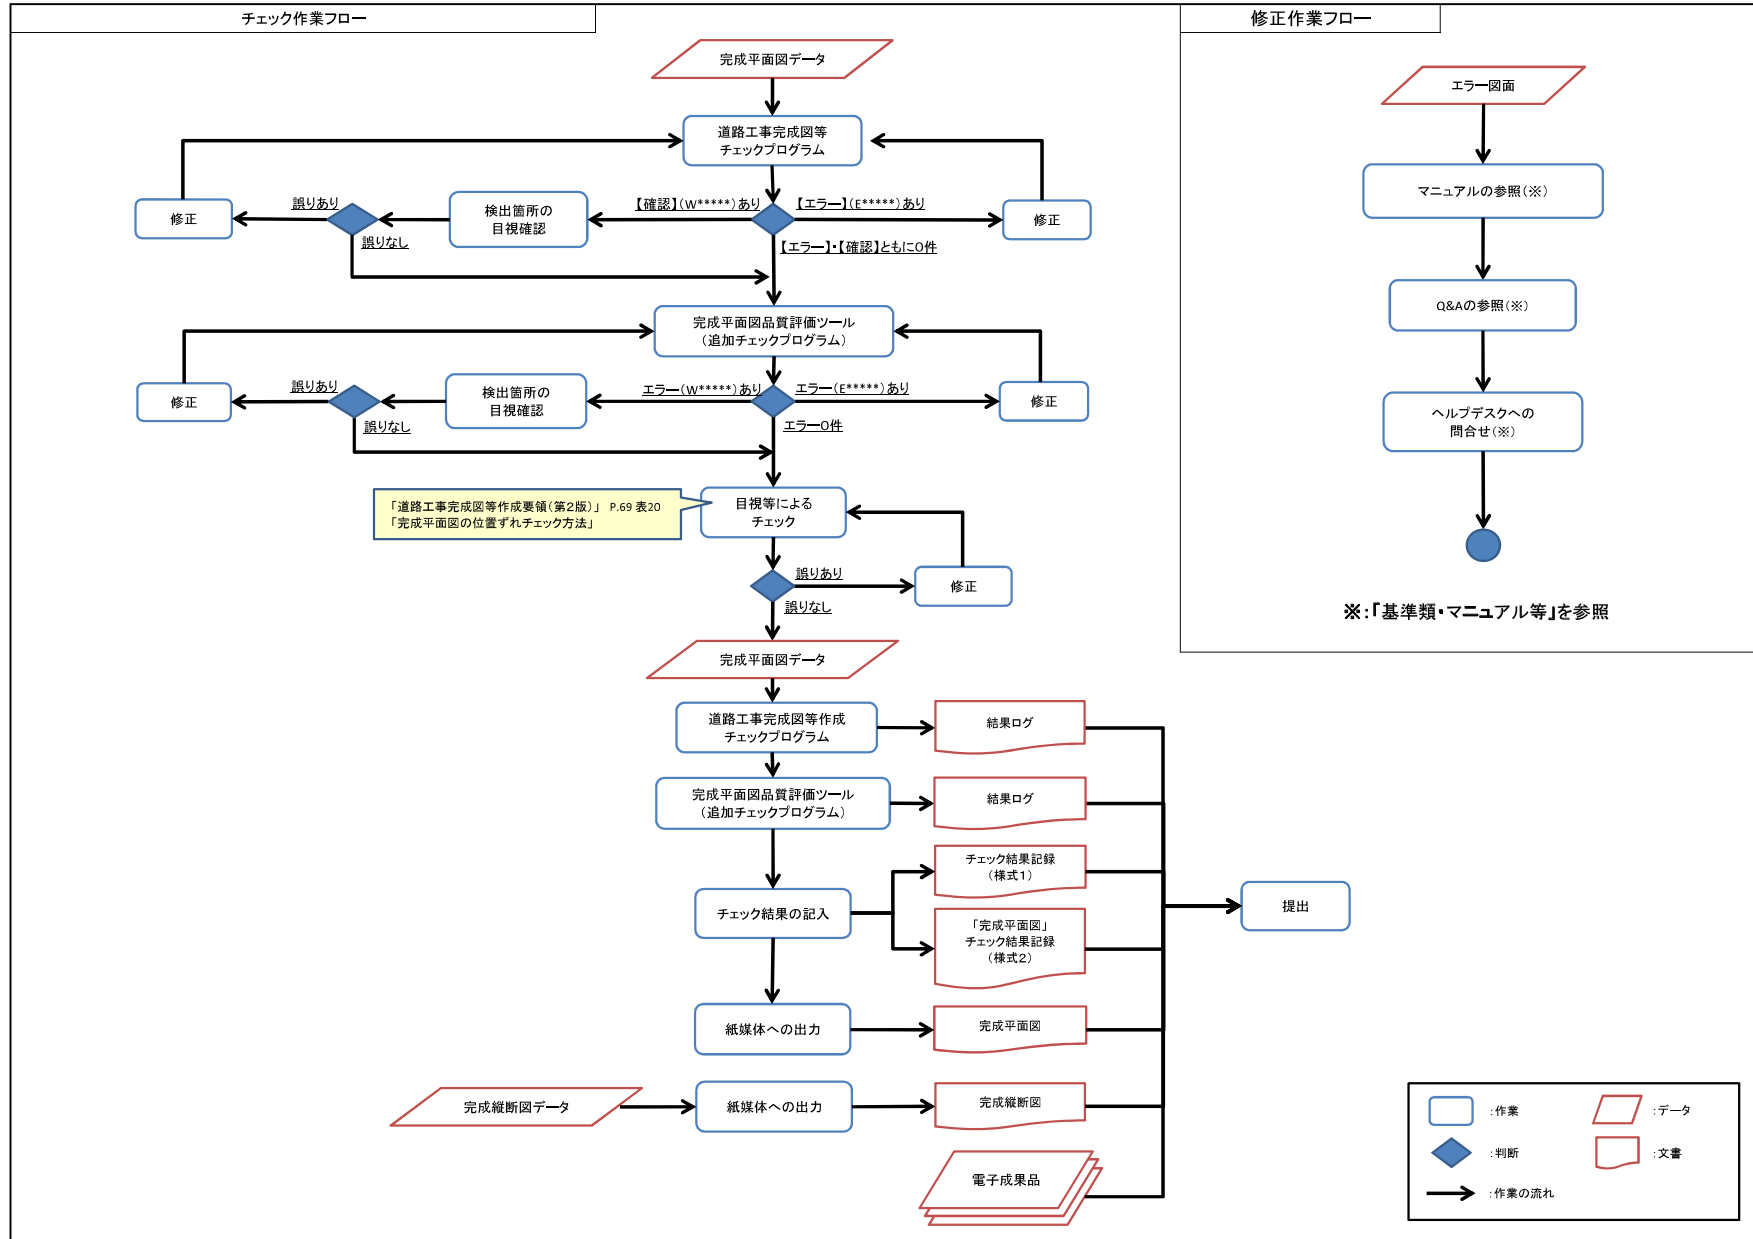 チェック作業フロー
完成平面図データ
道路工事完成図等
チェックプログラム
修正
誤りあり
誤りなし
検出箇所の
目視確認
【確認】(W*****)あり
【エラー】(E*****)あり
【エラー】・【確認】ともに0件
修正
完成平面図品質評価ツール
(追加チェックプログラム)
修正
誤りあり
誤りなし
検出箇所の
目視確認
エラー(W*****)あり
エラー(E*****)あり
エラー0件
修正
「道路工事完成図等作成要領(第2版)」 P.69 表20
「完成平面図の位置ずれチェック方法」
目視等による
チェック
誤りあり
誤りなし
修正
完成平面図データ
道路工事完成図等作成
チェックプログラム
結果ログ
完成平面図品質評価ツール
(追加チェックプログラム)
結果ログ
チェック結果の記入
チェック結果記録
(様式1)
「完成平面図」
チェック結果記録
(様式2)
紙媒体への出力
完成平面図
完成縦断図データ
紙媒体への出力
完成縦断図
電子成果品
提出
修正作業フロー
エラー図面
マニュアルの参照(※)
Q&Aの参照(※)
ヘルプデスクへの
問合せ(※)
※:『基準類・マニュアル等』を参照
:作業
:データ
:判断
:文書
:作業の流れ